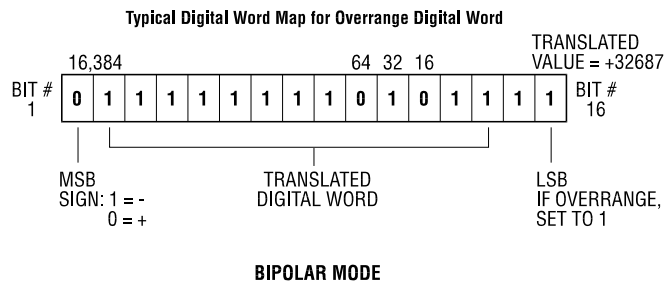 Typical Digital Word Map for Overrange Digital Word
TRANSLATED
VALUE = +32687
16,384 64 32 16
BIT #
1
0 1 1 1 1 1 1 1 1 0 1 0 1 1 1 1
BIT #
16
MSB
SIGN: 1 = -
0 = +
TRANSLATED
DIGITAL WORD
LSB
IF OVERRANGE,
SET TO 1
BIPOLAR MODE